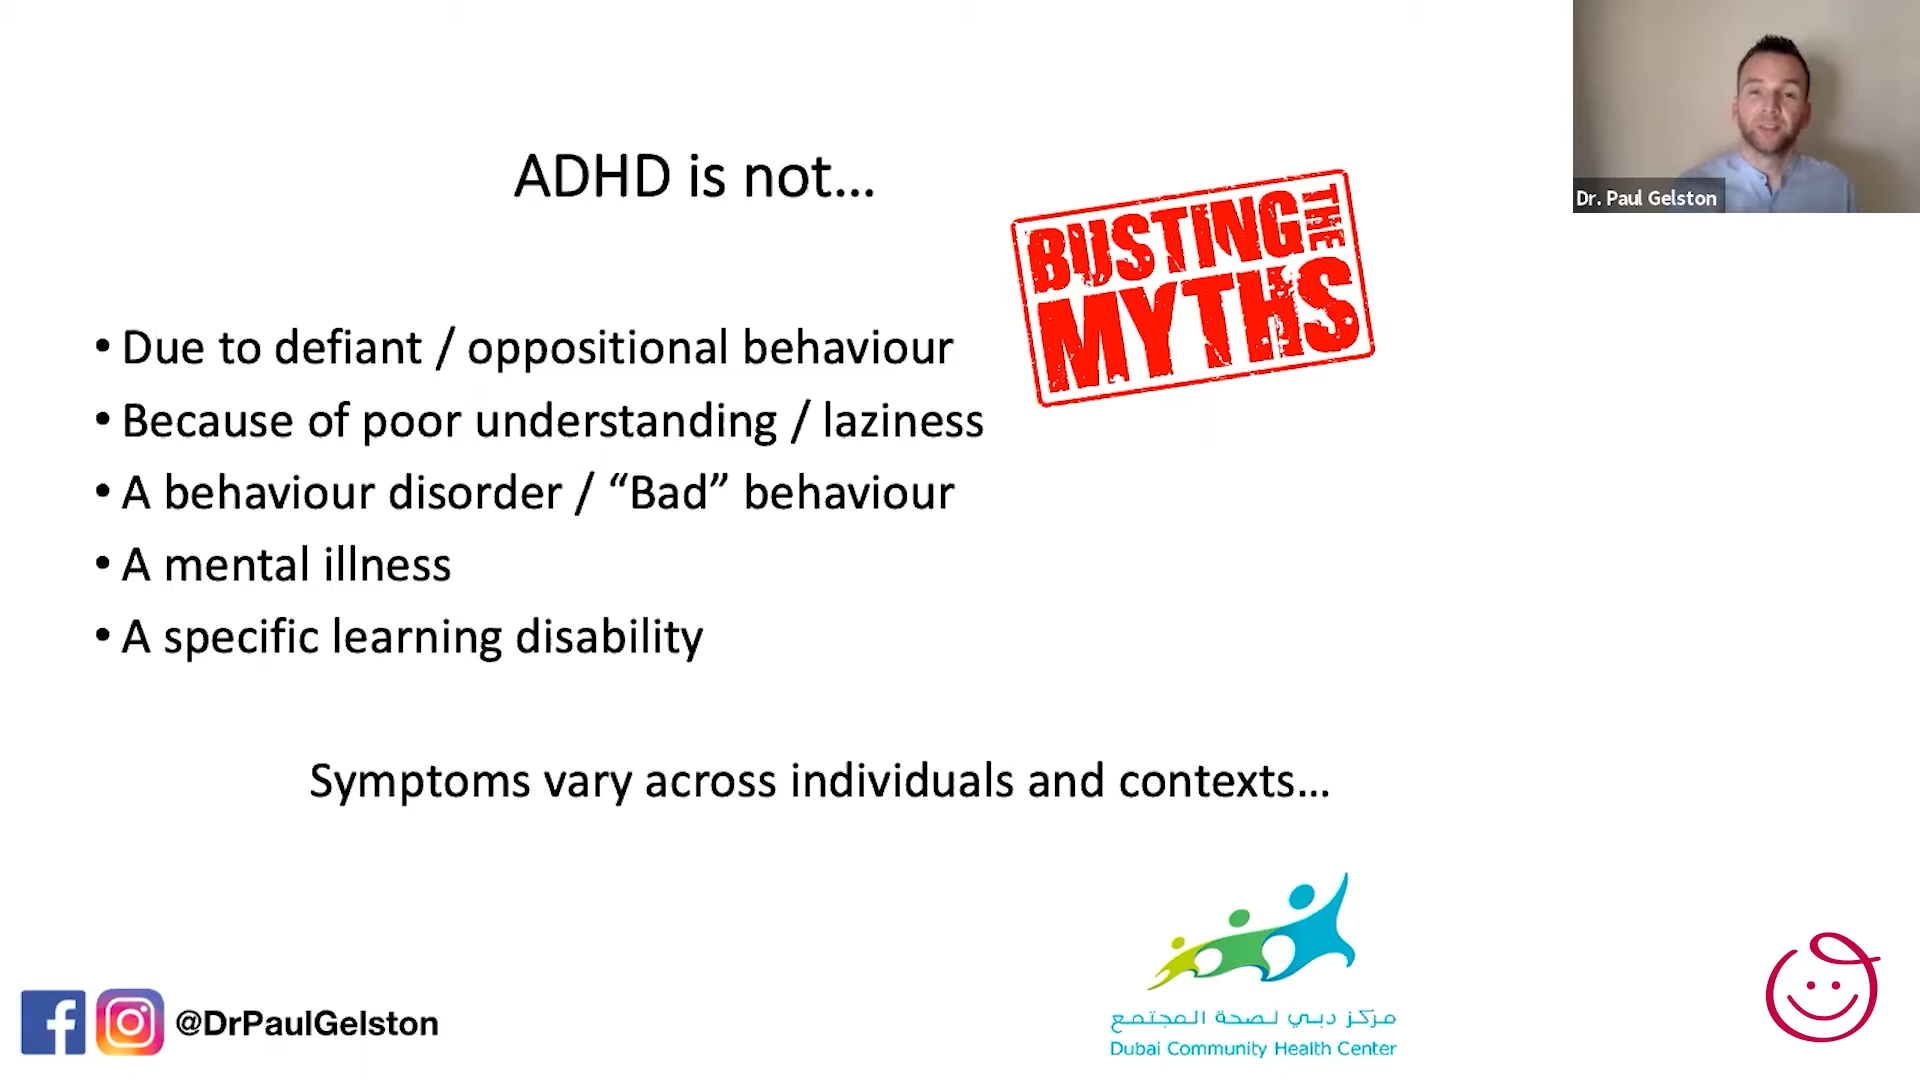 Dr. Paul Gelston
ADHD is not...
BUSTING THE
MYTHS
• Due to defiant / oppositional behaviour
• Because of poor understanding / laziness
• A behaviour disorder / “Bad” behaviour
• A mental illness
• A specific learning disability
Symptoms vary across individuals and contexts...
@DrPaulGelston
مركز دبي لصحة المجتمع
Dubai Community Health Center